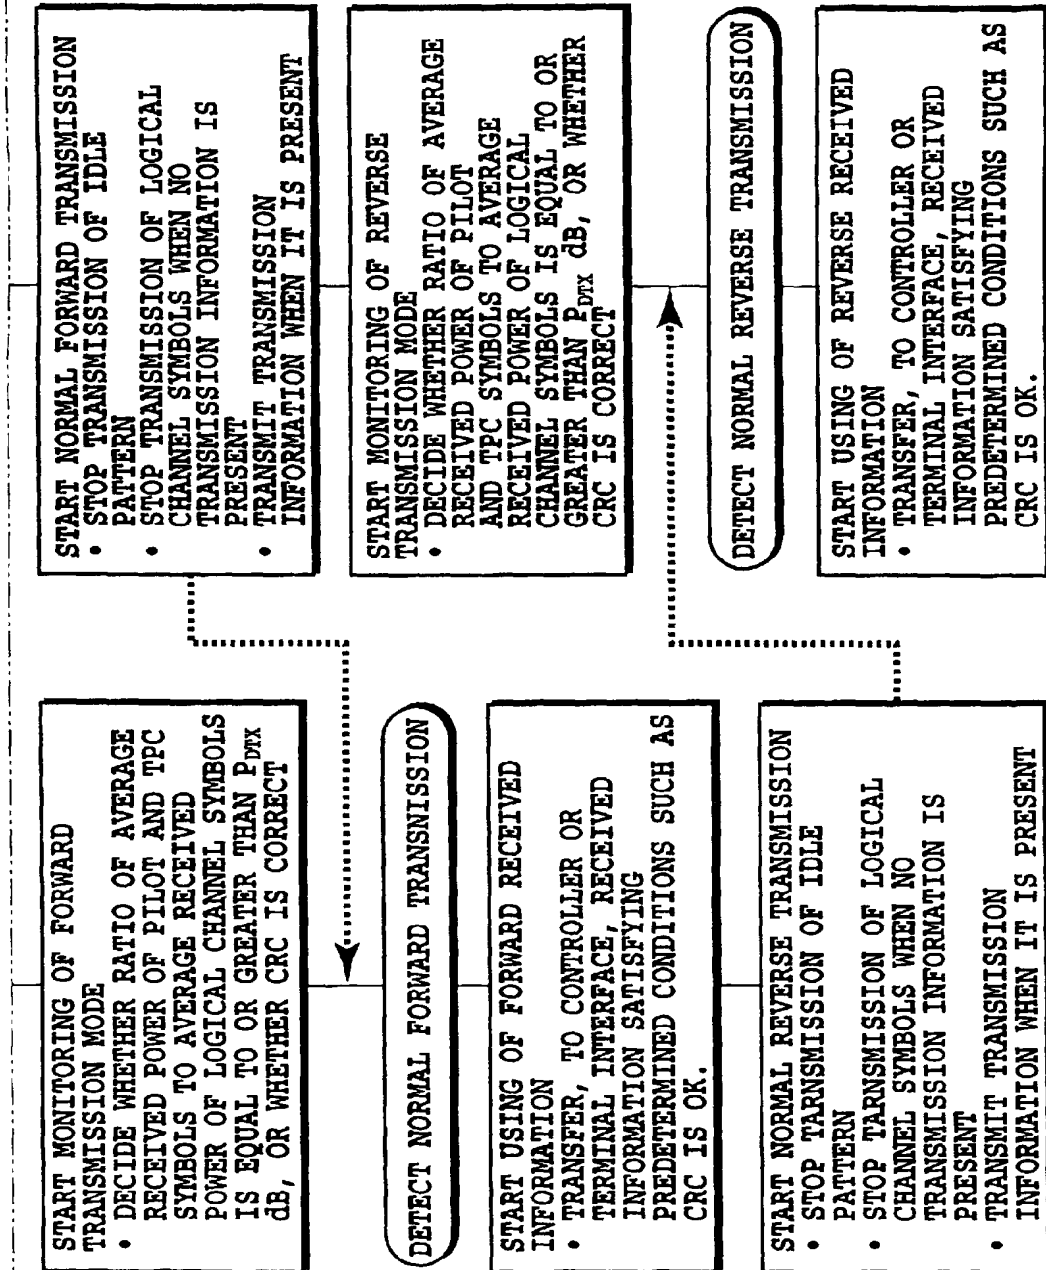 START MONITORING OF FORWARD
TRANSMISSION MODE
• DECIDE WHETHER RATIO OF AVERAGE
RECEIVED POWER OF PILOT AND TPC
SYMBOLS TO AVERAGE RECEIVED
POWER OF LOGICAL CHANNEL SYMBOLS
IS EQUAL TO OR GREATER THAN PDTX
dB, OR WHETHER CRC IS CORRECT
DETECT NORMAL FORWARD TRANSNISSION
START USING OF FORWARD RECEIVED
INFORMATION
• TRANSFER, TO CONTROLLER OR
TERMINAL INTERFACE, RECEIVED
INFORMATION SATISFYING
PREDETERMINED CONDITIONS SUCH AS
CRC IS OK.
START NORMAL REVERSE TRANSMISSION
• STOP TARNSMISSION OF IDLE
PATTERN
• STOP TARNSMISSION OF LOGICAL
CHANNEL SYMBOLS WHEN NO
TRANSMISSION INFORMATION IS
PRESENT
• TRANSMIT TRANSMISSION
INFORMATION WHEN IT IS PRESENT
START NORMAL FORWARD TRANSMISSION
• STOP TRANSMISSION OF IDLE
PATTERN
• STOP TRANSMISSION OF LOGICAL
CHANNEL SYMBOLS WHEN NO
TRANSMISSION INFORMATION IS
PRESENT
• TRANSMIT TRANSMISSION
INFORMATION WHEN IT IS PRESENT
START MONITORING OF REVERSE
TRANSMISSION MODE
• DECIDE WHETHER RATIO OF AVERAGE
RECEIVED POWER OF PILOT
AND TPC SYMBOLS TO AVERAGE
RECEIVED POWER OF LOGICAL
CHANNEL SYMBOLS IS EQUAL TO OR
GREATER THAN PDTX dB, OR WHETHER
CRC IS CORRECT
DETECT NORMAL REVERSE TRANSMISSION
START USING OF REVERSE RECEIVED
INFORMATION
• TRANSFER, TO CONTROLLER OR
TERMINAL INTERFACE, RECEIVED
INFORMATION SATISFYING
PREDETERMINED CONDITIONS SUCH AS
CRC IS OK.